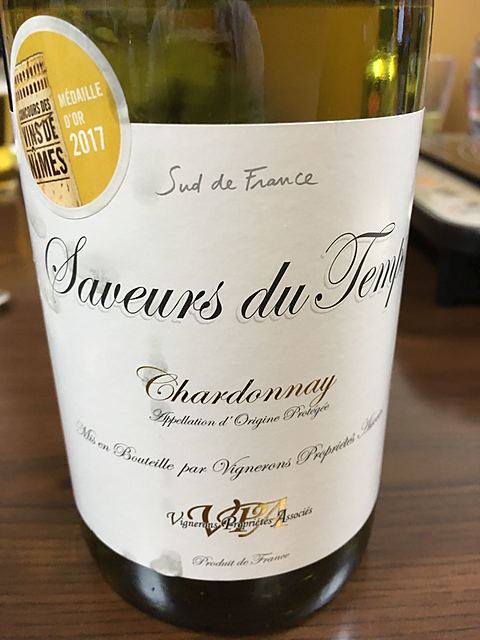 CONCOURS DES
VINS DE
NÎMES
MÉDAILLE
D'OR
2017
Sud de France
Saveurs du Temp
Chardonnay
Appellation d'Origine Protégée
Mis en Bouteille par Vignerons Propriétés
VPA
Vignerons Propriétés Associés
Produit de France